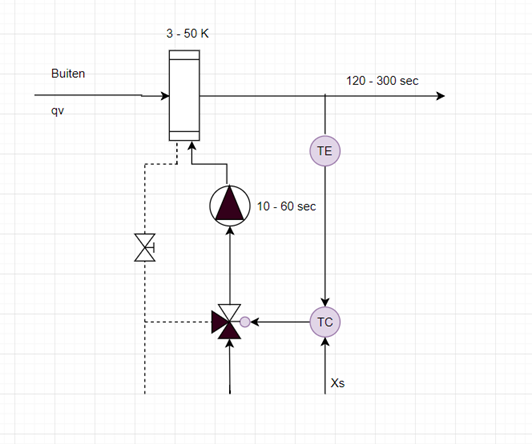 3 - 50 K
Buiten
120 - 300 sec
qv
TE
10 - 60 sec
TC
Xs